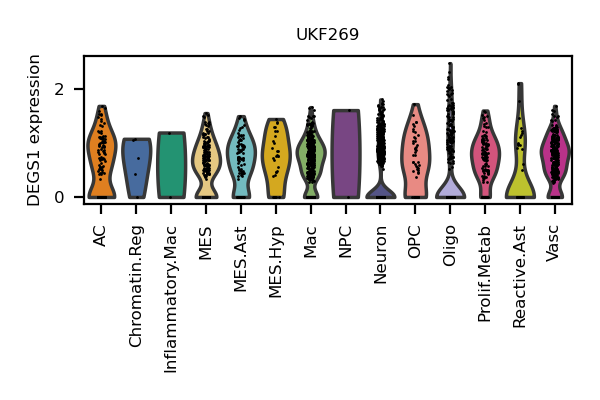 UKF269
DEGS1 expression
2
0
AC
Chromatin.Reg
Inflammatory.Mac
MES
MES.Ast
MES.Hyp
Mac
NPC
Neuron
OPC
Oligo
Prolif.Metab
Reactive.Ast
Vasc